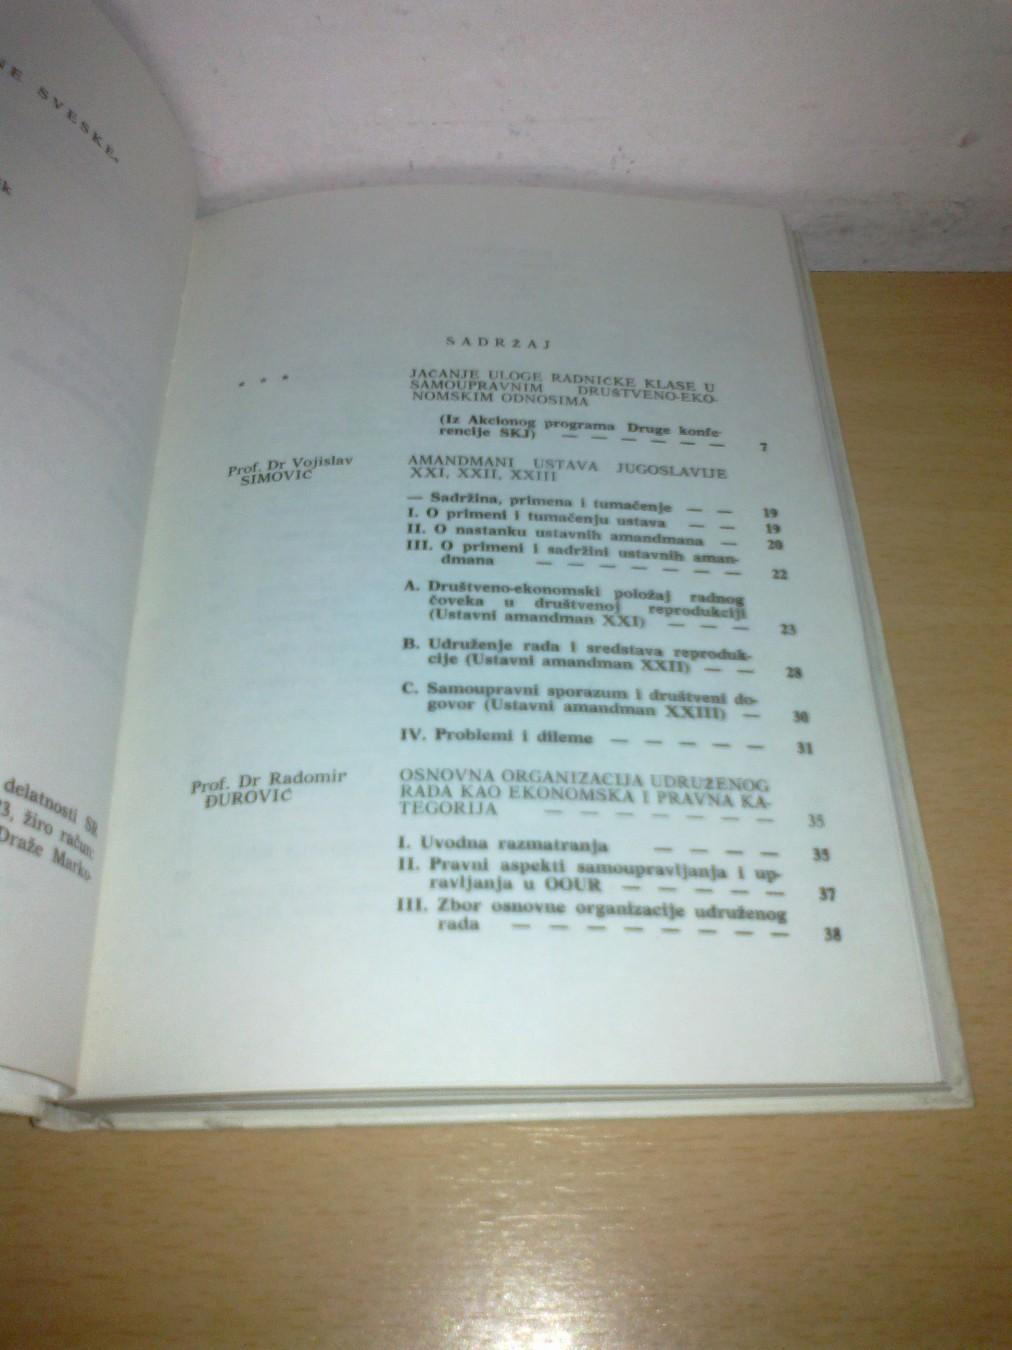 NE SVESKE.
k
delatnosti SR
3, žiro račun:
Draže Marko-
SADRŽAJ
* * *
JAČANJE ULOGE RADNIČKE KLASE U
SAMOUPRAVNIM DRUŠTVENO-EKO-
NOMSKIM ODNOSIMA
(Iz Akcionog programa Druge konfe-
rencije SKJ) — — — — — — 7
Prof. Dr Vojislav
SIMOVIĆ
AMANDMANI USTAVA JUGOSLAVIJE
XXI, XXII, XXIII
— Sadržina, primena i tumačenje — — 19
I. O primeni i tumačenju ustava — — 19
II. O nastanku ustavnih amandmana — 20
III. O primeni i sadržini ustavnih aman-
dmana — — — — — — — 22
A. Društveno-ekonomski položaj radnog
čoveka u društvenoj reprodukciji
(Ustavni amandman XXI) — — — 23
B. Udruženje rada i sredstava reproduk-
cije (Ustavni amandman XXII) — — 28
C. Samoupravni sporazum i društveni do-
govor (Ustavni amandman XXIII) — 30
IV. Problemi i dileme — — — — — 31
Prof. Dr Radomir
ĐUROVIĆ
OSNOVNA ORGANIZACIJA UDRUŽENOG
RADA KAO EKONOMSKA I PRAVNA KA-
TEGORIJA — — — — — — — 35
I. Uvodna razmatranja — — — — 35
II. Pravni aspekti samoupravljanja i up-
ravljanja u OOUR — — — — — 37
III. Zbor osnovne organizacije udruženog
rada — — — — — — — — 38